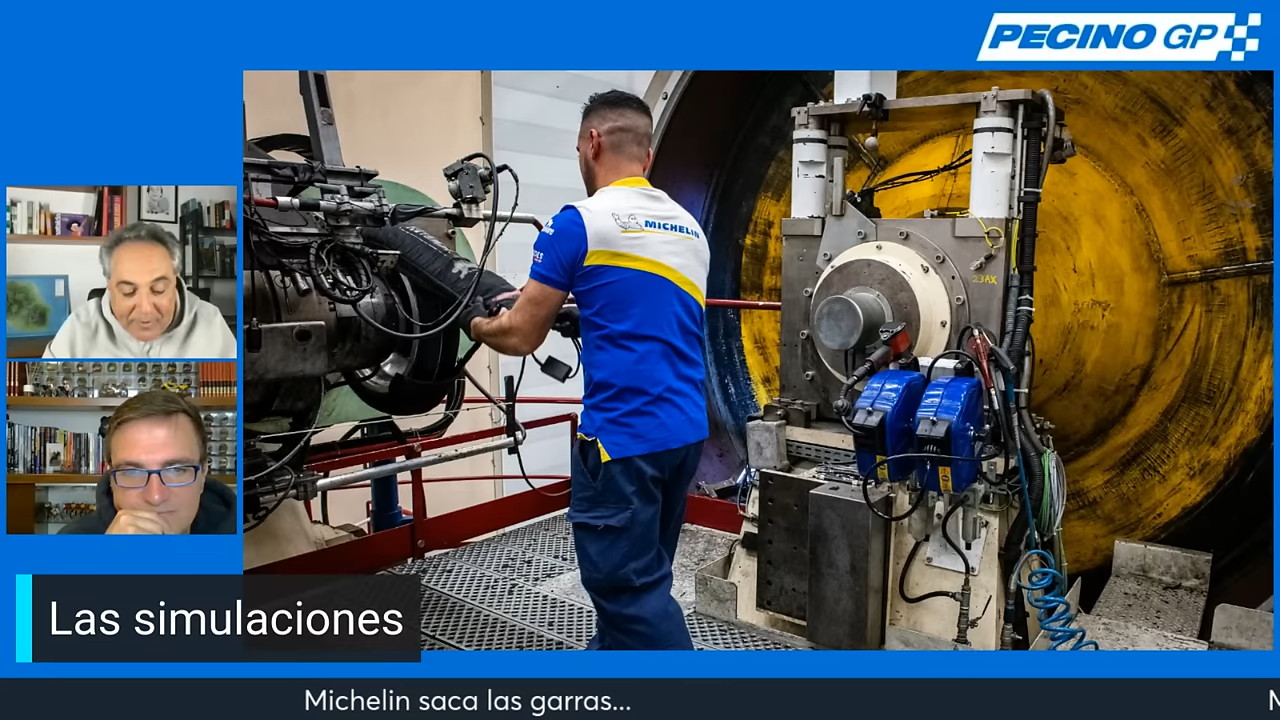 PECINO GP
MICHELIN
23AX
Las simulaciones
Michelin saca las garras...